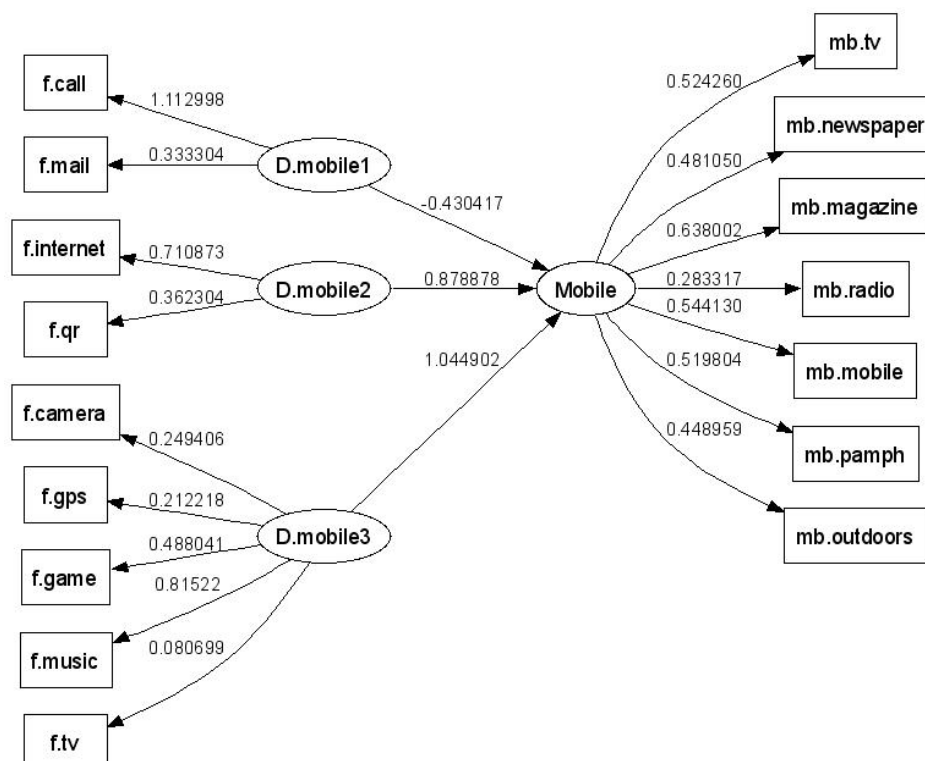 mb.tv
f.call
0.524260
1.112998
mb.newspaper
f.mail
0.333304
D.mobile1
0.481050
-0.430417
mb.magazine
0.638002
f.internet
0.710873
D.mobile2
0.878878
Mobile
0.283317
mb.radio
0.362304
0.544130
f.qr
1.044902
0.519804
mb.mobile
f.camera
0.249406
0.448959
mb.pamph
f.gps
0.212218
D.mobile3
mb.outdoors
0.488041
f.game
0.81522
f.music
0.080699
f.tv